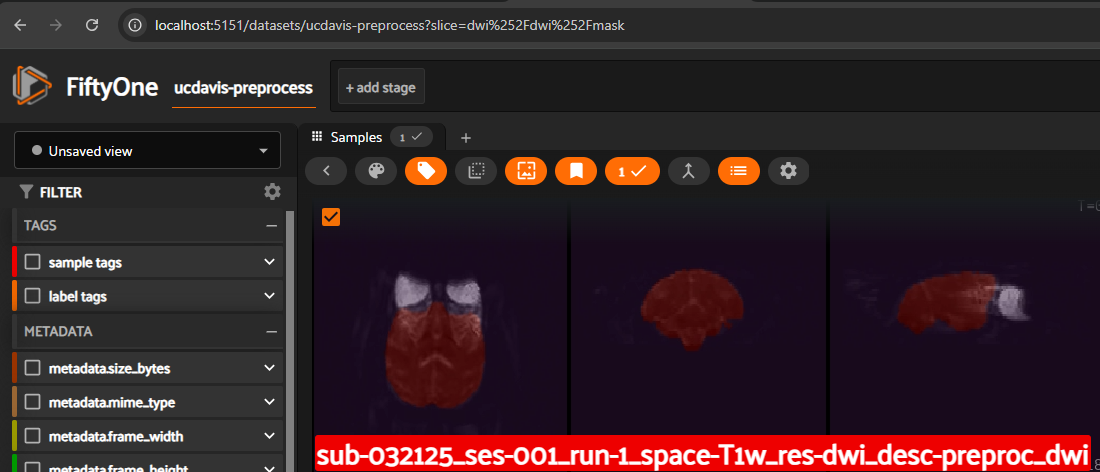 localhost:5151/datasets/ucdavis-preprocess?slice=dwi%252Fdwi%252Fmask
FiftyOne
ucdavis-preprocess
+ add stage
Unsaved view
Samples 1
+
1
FILTER
TAGS
sample tags
label tags
METADATA
metadata.size_bytes
metadata.mime_type
metadata.frame_width
metadata.frame_height
sub-032125_ses-001_run-1_space-T1w_res-dwi_desc-preproc_dwi